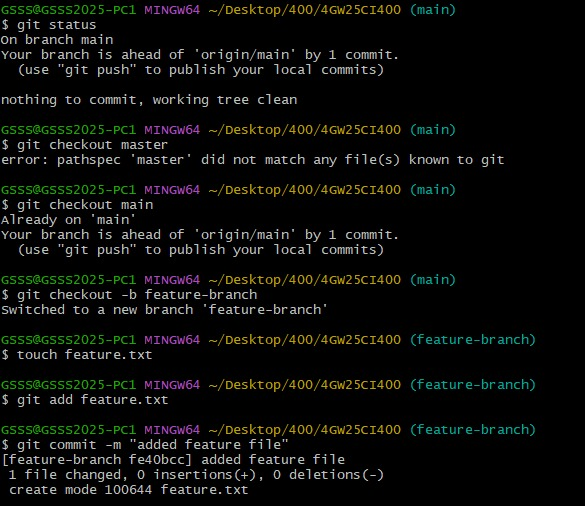 GSSS@GSSS2025-PC1 MINGW64 ~/Desktop/400/4GW25CI400 (main)
$ git status
On branch main
Your branch is ahead of 'origin/main' by 1 commit.
  (use "git push" to publish your local commits)

nothing to commit, working tree clean

GSSS@GSSS2025-PC1 MINGW64 ~/Desktop/400/4GW25CI400 (main)
$ git checkout master
error: pathspec 'master' did not match any file(s) known to git

GSSS@GSSS2025-PC1 MINGW64 ~/Desktop/400/4GW25CI400 (main)
$ git checkout main
Already on 'main'
Your branch is ahead of 'origin/main' by 1 commit.
  (use "git push" to publish your local commits)

GSSS@GSSS2025-PC1 MINGW64 ~/Desktop/400/4GW25CI400 (main)
$ git checkout -b feature-branch
Switched to a new branch 'feature-branch'

GSSS@GSSS2025-PC1 MINGW64 ~/Desktop/400/4GW25CI400 (feature-branch)
$ touch feature.txt

GSSS@GSSS2025-PC1 MINGW64 ~/Desktop/400/4GW25CI400 (feature-branch)
$ git add feature.txt

GSSS@GSSS2025-PC1 MINGW64 ~/Desktop/400/4GW25CI400 (feature-branch)
$ git commit -m "added feature file"
[feature-branch fe40bcc] added feature file
 1 file changed, 0 insertions(+), 0 deletions(-)
 create mode 100644 feature.txt